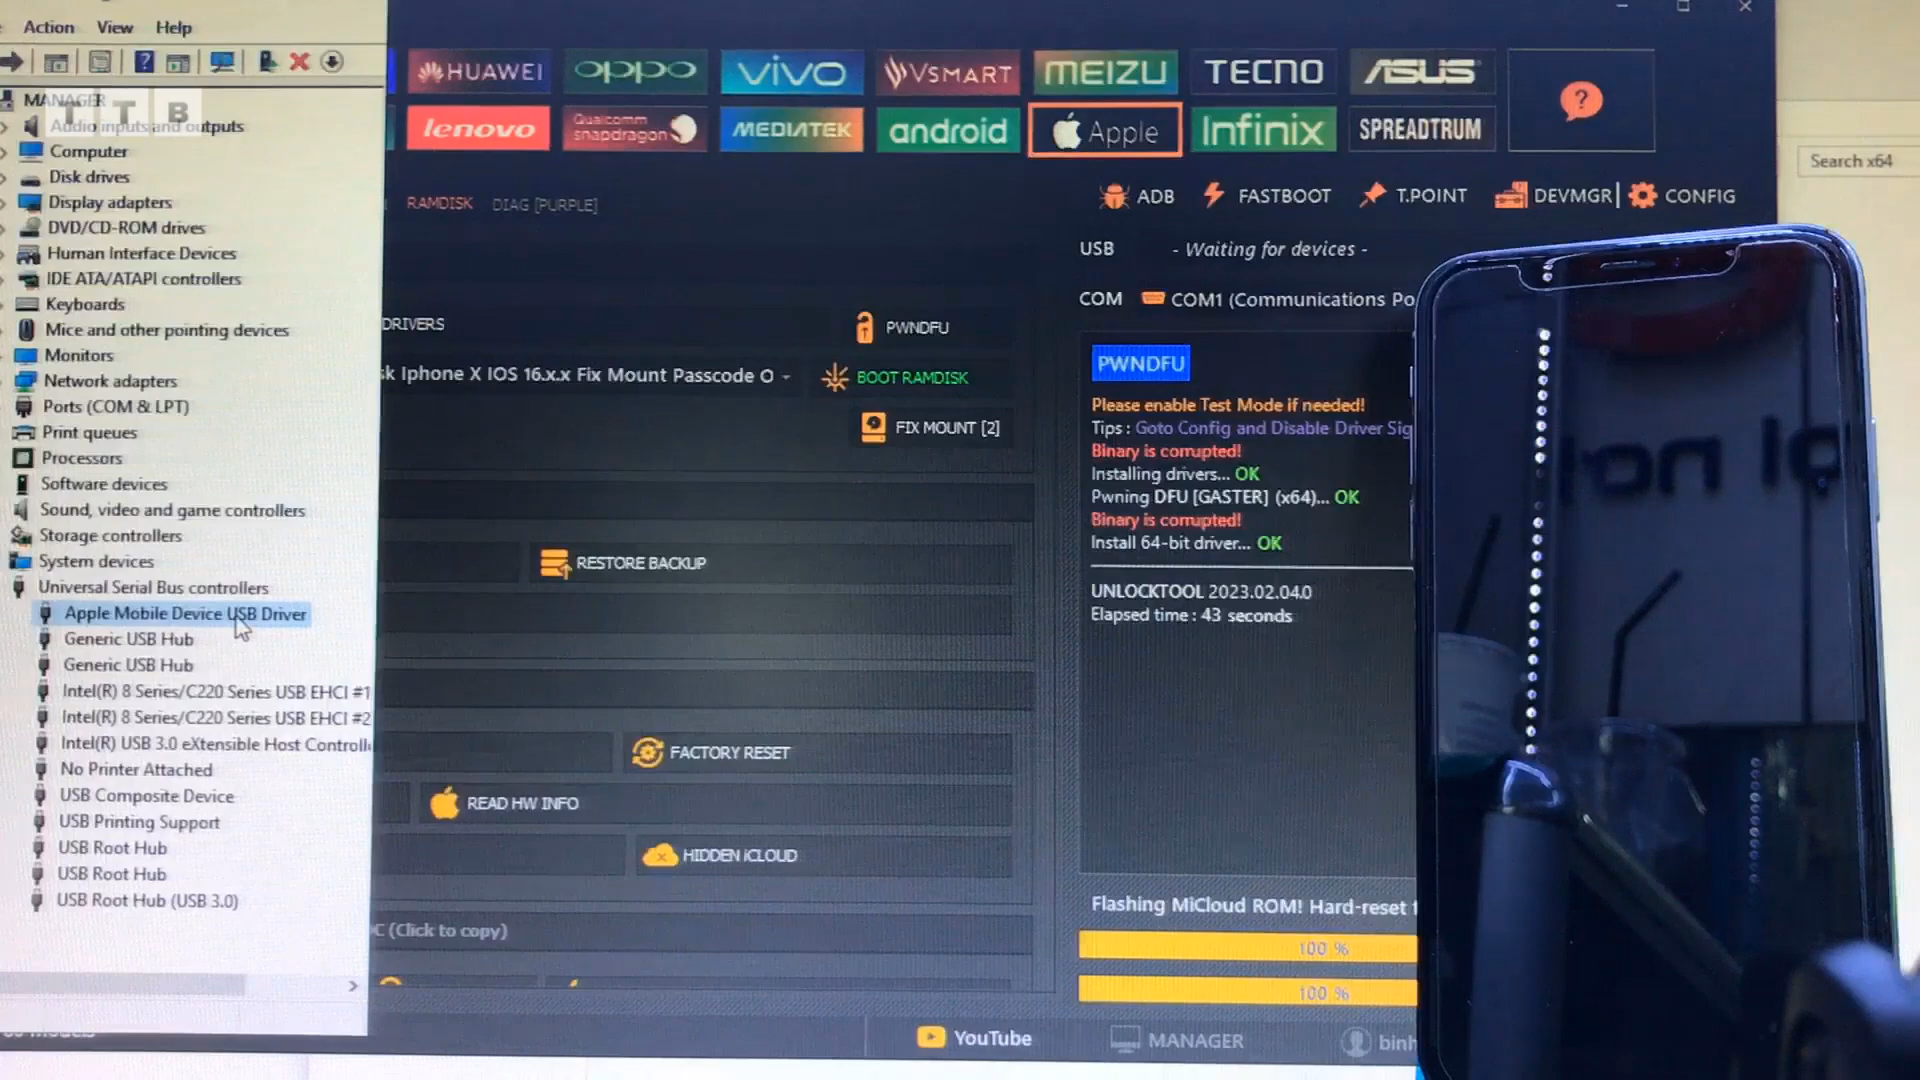 Action View Help
MANAGER
T T B
Audio inputs and outputs
Computer
Disk drives
Display adapters
DVD/CD-ROM drives
Human Interface Devices
IDE ATA/ATAPI controllers
Keyboards
Mice and other pointing devices
Monitors
Network adapters
Ports (COM & LPT)
Print queues
Processors
Software devices
Sound, video and game controllers
Storage controllers
System devices
Universal Serial Bus controllers
Apple Mobile Device USB Driver
Generic USB Hub
Generic USB Hub
Intel(R) 8 Series/C220 Series USB EHCI #1
Intel(R) 8 Series/C220 Series USB EHCI #2
Intel(R) USB 3.0 eXtensible Host Controll
No Printer Attached
USB Composite Device
USB Printing Support
USB Root Hub
USB Root Hub
USB Root Hub (USB 3.0)
HUAWEI oppo vivo VSMART MEIZU TECNO ASUS
lenovo Qualcomm snapdragon MEDIATEK android Apple Infinix SPREADTRUM ?
Search x64
RAMDISK DIAG [PURPLE]
ADB FASTBOOT T.POINT DEVMGR CONFIG
USB - Waiting for devices -
COM COM1 (Communications Po
DRIVERS PWNDFU
sk Iphone X IOS 16.x.x Fix Mount Passcode O BOOT RAMDISK
FIX MOUNT [2]
RESTORE BACKUP
FACTORY RESET
READ HW INFO
HIDDEN iCLOUD
C (Click to copy)
PWNDFU
Please enable Test Mode if needed!
Tips : Goto Config and Disable Driver Sig
Binary is corrupted!
Installing drivers... OK
Pwning DFU [GASTER] (x64)... OK
Binary is corrupted!
Install 64-bit driver... OK
UNLOCKTOOL 2023.02.04.0
Elapsed time : 43 seconds
Flashing MiCloud ROM! Hard-reset
100 %
100 %
YouTube MANAGER binh